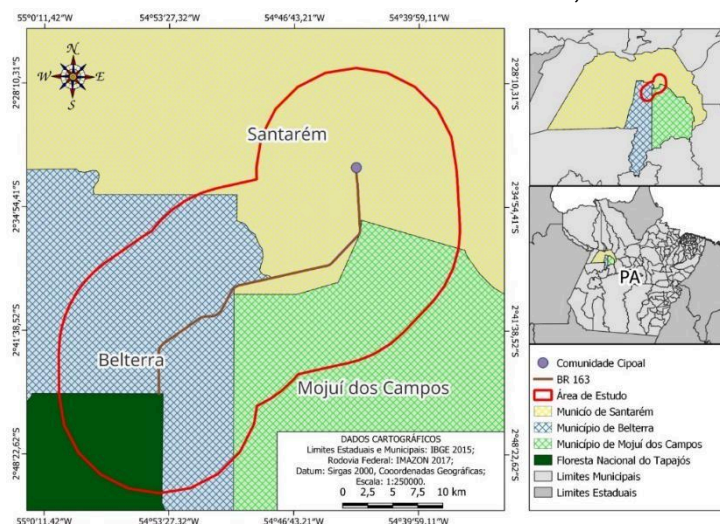 55°0'11,42"W 54°53'27,32"W 54°46'43,21"W 54°39'59,11"W
N
W E
S
2°28'10,31"S
2°28'10,31"S
Santarém
2°34'54,41"S
2°34'54,41"S
2°41'38,52"S
2°41'38,52"S
Belterra
Mojuí dos Campos
2°48'22,62"S
2°48'22,62"S
DADOS CARTOGRÁFICOS
Limites Estaduais e Municipais: IBGE 2015;
Rodovia Federal: IMAZON 2017;
Datum: Sirgas 2000, Cooordenadas Geográficas;
Escala: 1:250000.
0 2,5 5 7,5 10 km
55°0'11,42"W 54°53'27,32"W 54°46'43,21"W 54°39'59,11"W
PA
Comunidade Cipoal
BR 163
Área de Estudo
Municío de Santarém
Município de Belterra
Município de Mojuí dos Campos
Floresta Nacional do Tapajós
Limites Municipais
Limites Estaduais